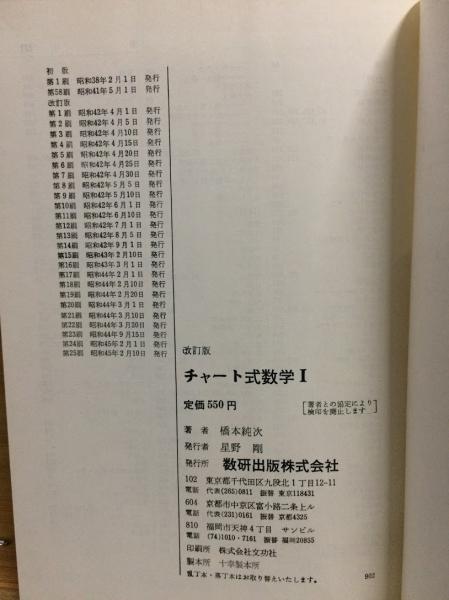 初 版
第1刷 昭和38年2月1日 発行
第58刷 昭和41年5月1日 発行
改訂版
第1刷 昭和42年4月1日 発行
第2刷 昭和42年4月5日 発行
第3刷 昭和42年4月10日 発行
第4刷 昭和42年4月15日 発行
第5刷 昭和42年4月20日 発行
第6刷 昭和42年4月25日 発行
第7刷 昭和42年4月30日 発行
第8刷 昭和42年5月5日 発行
第9刷 昭和42年5月10日 発行
第10刷 昭和42年6月1日 発行
第11刷 昭和42年6月10日 発行
第12刷 昭和42年7月1日 発行
第13刷 昭和42年8月5日 発行
第14刷 昭和42年9月1日 発行
第15刷 昭和43年2月10日 発行
第16刷 昭和43年3月1日 発行
第17刷 昭和44年2月1日 発行
第18刷 昭和44年2月10日 発行
第19刷 昭和44年2月20日 発行
第20刷 昭和44年3月1日 発行
第21刷 昭和44年3月10日 発行
第22刷 昭和44年3月20日 発行
第23刷 昭和44年9月15日 発行
第24刷 昭和45年2月1日 発行
第25刷 昭和45年2月10日 発行
改訂版
チャート式数学Ⅰ
定価 550円
著者との協定により
検印を廃止します
著 者 橋本純次
発行者 星野 剛
発行所 数研出版株式会社
102 東京都千代田区九段北1丁目12-11
電話 代表(265)0811 振替 東京118431
604 京都市中京区富小路二条上ル
電話 代表(231)0161 振替 京都4325
810 福岡市天神4丁目 サンビル
電話 (74)1010・7161 振替 福岡20855
印刷所 株式会社文功社
製本所 十幸製本所
乱丁本・落丁本はお取り替えいたします。
902